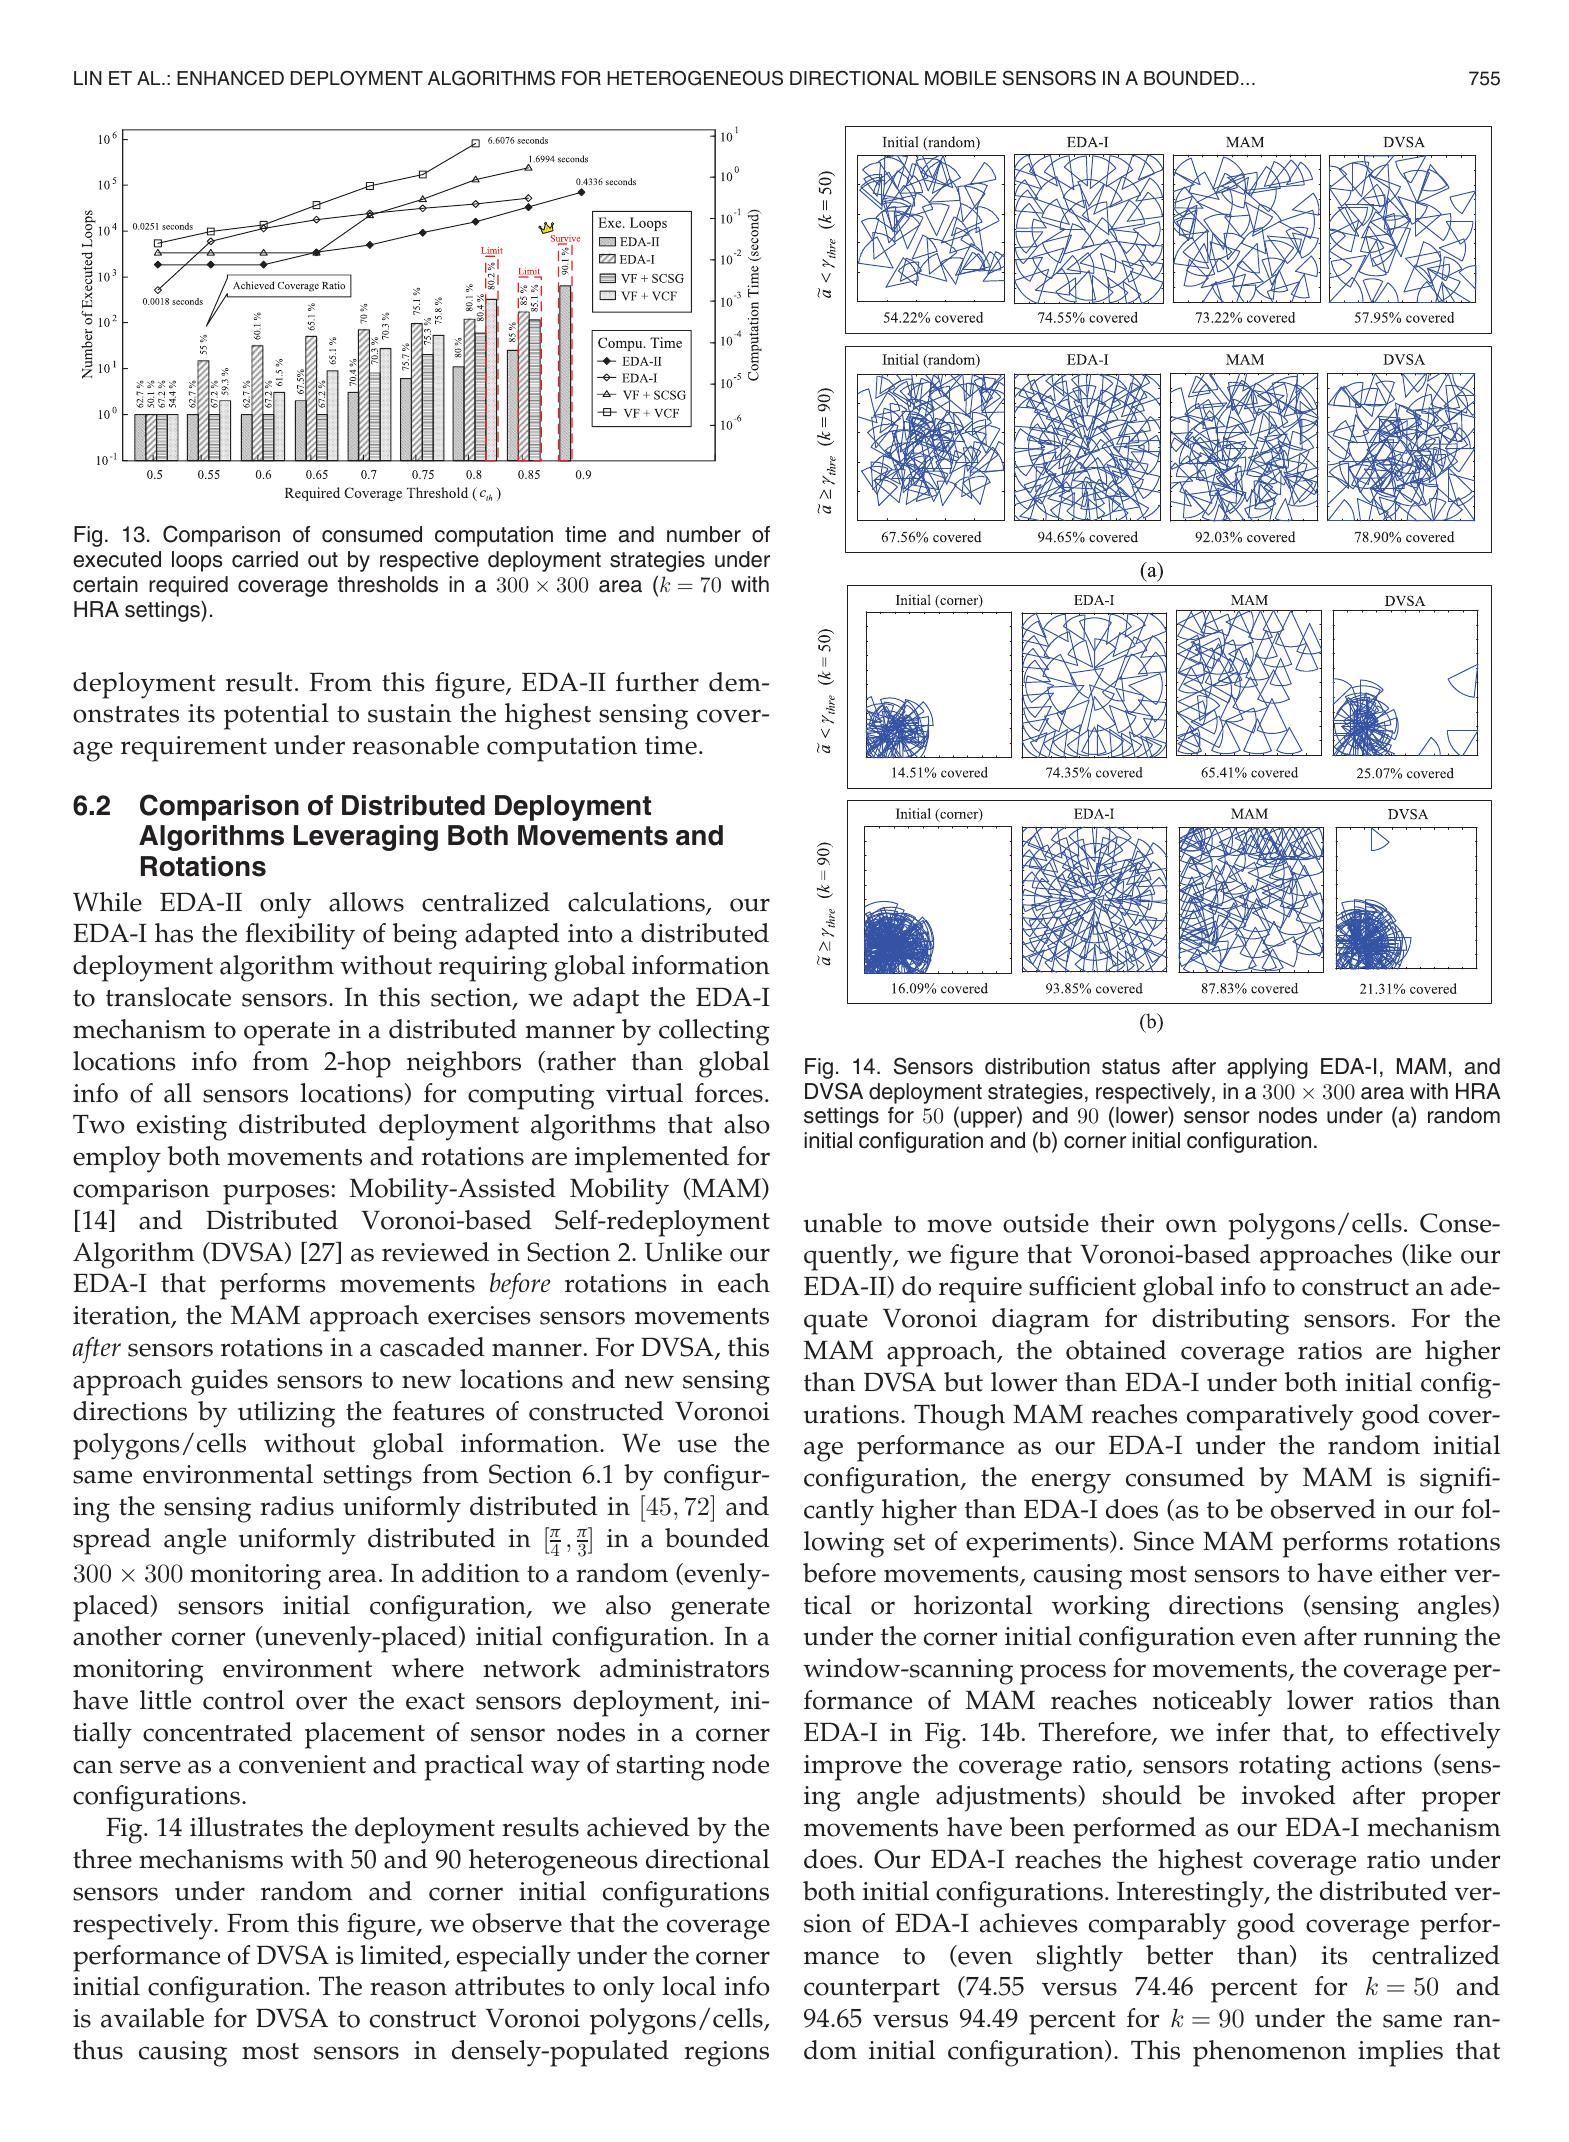 LIN ET AL.: ENHANCED DEPLOYMENT ALGORITHMS FOR HETEROGENEOUS DIRECTIONAL MOBILE SENSORS IN A BOUNDED... 755
10^6
10^5
10^4
10^3
10^2
10^1
10^0
10^-1
Number of Executed Loops
0.0251 seconds
0.0018 seconds
6.6076 seconds
1.6994 seconds
0.4336 seconds
Achieved Coverage Ratio
62.7 % 50.1 % 67.2 % 54.4 %
62.7 % 55 % 67.2 % 59.3 %
62.7 % 60.1 % 67.2 % 61.5 %
67.5% 65.1 % 67.2 % 65.1 %
70.4 % 70 % 70.3 % 70.3 %
75.7 % 75.1 % 75.3 % 75.8 %
80 % 80.1 % 80.4 % 80.2 %
85 % 85 % 85.1 %
90.1 %
Limit
Limit
Survive
Exe. Loops
EDA-II
EDA-I
VF + SCSG
VF + VCF
Compu. Time
EDA-II
EDA-I
VF + SCSG
VF + VCF
10^1
10^0
10^-1
10^-2
10^-3
10^-4
10^-5
10^-6
Computation Time (second)
0.5 0.55 0.6 0.65 0.7 0.75 0.8 0.85 0.9
Required Coverage Threshold ( c_th )
Fig. 13. Comparison of consumed computation time and number of
executed loops carried out by respective deployment strategies under
certain required coverage thresholds in a 300 × 300 area (k = 70 with
HRA settings).
deployment result. From this figure, EDA-II further dem-
onstrates its potential to sustain the highest sensing cover-
age requirement under reasonable computation time.
6.2 Comparison of Distributed Deployment
Algorithms Leveraging Both Movements and
Rotations
While EDA-II only allows centralized calculations, our
EDA-I has the flexibility of being adapted into a distributed
deployment algorithm without requiring global information
to translocate sensors. In this section, we adapt the EDA-I
mechanism to operate in a distributed manner by collecting
locations info from 2-hop neighbors (rather than global
info of all sensors locations) for computing virtual forces.
Two existing distributed deployment algorithms that also
employ both movements and rotations are implemented for
comparison purposes: Mobility-Assisted Mobility (MAM)
[14] and Distributed Voronoi-based Self-redeployment
Algorithm (DVSA) [27] as reviewed in Section 2. Unlike our
EDA-I that performs movements before rotations in each
iteration, the MAM approach exercises sensors movements
after sensors rotations in a cascaded manner. For DVSA, this
approach guides sensors to new locations and new sensing
directions by utilizing the features of constructed Voronoi
polygons/cells without global information. We use the
same environmental settings from Section 6.1 by configur-
ing the sensing radius uniformly distributed in [45, 72] and
spread angle uniformly distributed in [π/4, π/3] in a bounded
300 × 300 monitoring area. In addition to a random (evenly-
placed) sensors initial configuration, we also generate
another corner (unevenly-placed) initial configuration. In a
monitoring environment where network administrators
have little control over the exact sensors deployment, ini-
tially concentrated placement of sensor nodes in a corner
can serve as a convenient and practical way of starting node
configurations.
Fig. 14 illustrates the deployment results achieved by the
three mechanisms with 50 and 90 heterogeneous directional
sensors under random and corner initial configurations
respectively. From this figure, we observe that the coverage
performance of DVSA is limited, especially under the corner
initial configuration. The reason attributes to only local info
is available for DVSA to construct Voronoi polygons/cells,
thus causing most sensors in densely-populated regions
ã < γ_thre (k = 50)
Initial (random) EDA-I MAM DVSA
54.22% covered 74.55% covered 73.22% covered 57.95% covered
ã ≥ γ_thre (k = 90)
Initial (random) EDA-I MAM DVSA
67.56% covered 94.65% covered 92.03% covered 78.90% covered
(a)
ã < γ_thre (k = 50)
Initial (corner) EDA-I MAM DVSA
14.51% covered 74.35% covered 65.41% covered 25.07% covered
ã ≥ γ_thre (k = 90)
Initial (corner) EDA-I MAM DVSA
16.09% covered 93.85% covered 87.83% covered 21.31% covered
(b)
Fig. 14. Sensors distribution status after applying EDA-I, MAM, and
DVSA deployment strategies, respectively, in a 300 × 300 area with HRA
settings for 50 (upper) and 90 (lower) sensor nodes under (a) random
initial configuration and (b) corner initial configuration.
unable to move outside their own polygons/cells. Conse-
quently, we figure that Voronoi-based approaches (like our
EDA-II) do require sufficient global info to construct an ade-
quate Voronoi diagram for distributing sensors. For the
MAM approach, the obtained coverage ratios are higher
than DVSA but lower than EDA-I under both initial config-
urations. Though MAM reaches comparatively good cover-
age performance as our EDA-I under the random initial
configuration, the energy consumed by MAM is signifi-
cantly higher than EDA-I does (as to be observed in our fol-
lowing set of experiments). Since MAM performs rotations
before movements, causing most sensors to have either ver-
tical or horizontal working directions (sensing angles)
under the corner initial configuration even after running the
window-scanning process for movements, the coverage per-
formance of MAM reaches noticeably lower ratios than
EDA-I in Fig. 14b. Therefore, we infer that, to effectively
improve the coverage ratio, sensors rotating actions (sens-
ing angle adjustments) should be invoked after proper
movements have been performed as our EDA-I mechanism
does. Our EDA-I reaches the highest coverage ratio under
both initial configurations. Interestingly, the distributed ver-
sion of EDA-I achieves comparably good coverage perfor-
mance to (even slightly better than) its centralized
counterpart (74.55 versus 74.46 percent for k = 50 and
94.65 versus 94.49 percent for k = 90 under the same ran-
dom initial configuration). This phenomenon implies that